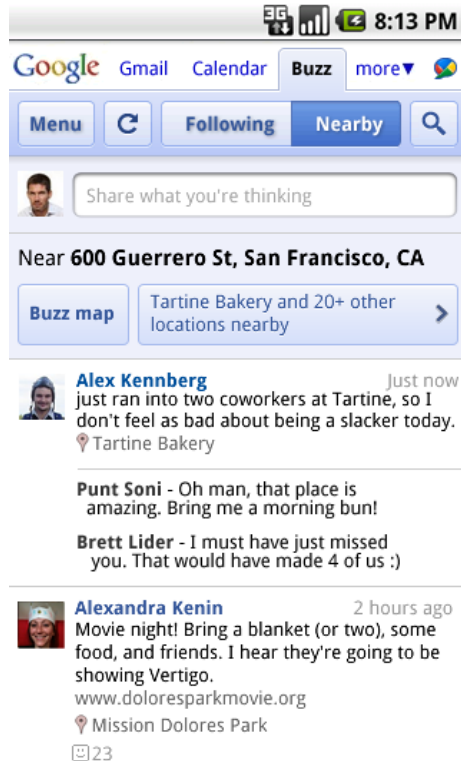 3G 8:13 PM
Google Gmail Calendar Buzz more▼
Menu Following Nearby
Share what you're thinking
Near 600 Guerrero St, San Francisco, CA
Buzz map
Tartine Bakery and 20+ other
locations nearby
Alex Kennberg Just now
just ran into two coworkers at Tartine, so I
don't feel as bad about being a slacker today.
Tartine Bakery
Punt Soni - Oh man, that place is
amazing. Bring me a morning bun!
Brett Lider - I must have just missed
you. That would have made 4 of us :)
Alexandra Kenin 2 hours ago
Movie night! Bring a blanket (or two), some
food, and friends. I hear they're going to be
showing Vertigo.
www.doloresparkmovie.org
Mission Dolores Park
23